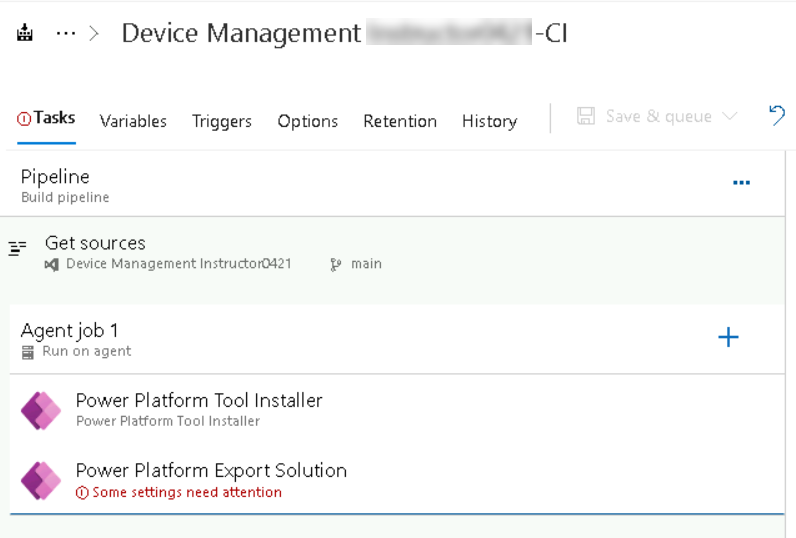 ... > Device Management -CI
Tasks Variables Triggers Options Retention History Save & queue
Pipeline
...
Build pipeline
Get sources
Device Management Instructor0421 main
Agent job 1
Run on agent
Power Platform Tool Installer
Power Platform Tool Installer
Power Platform Export Solution
Some settings need attention